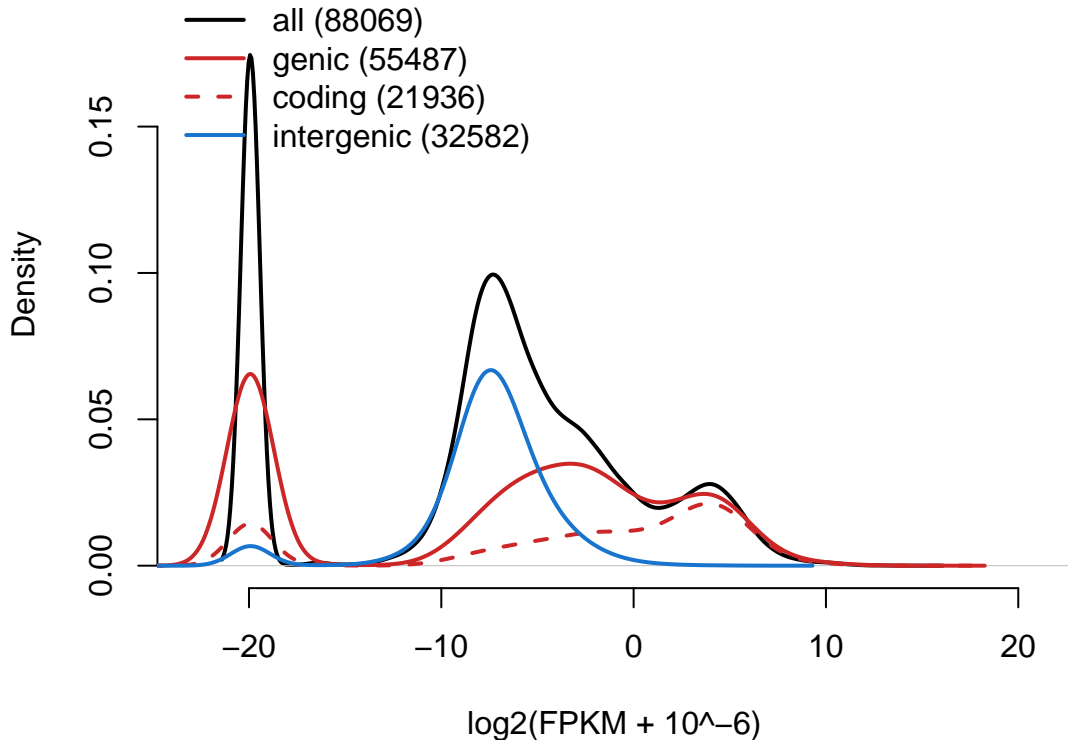 all (88069)
genic (55487)
coding (21936)
intergenic (32582)
Density
0.15
0.10
0.05
0.00
−20 −10 0 10 20
log2(FPKM + 10^−6)